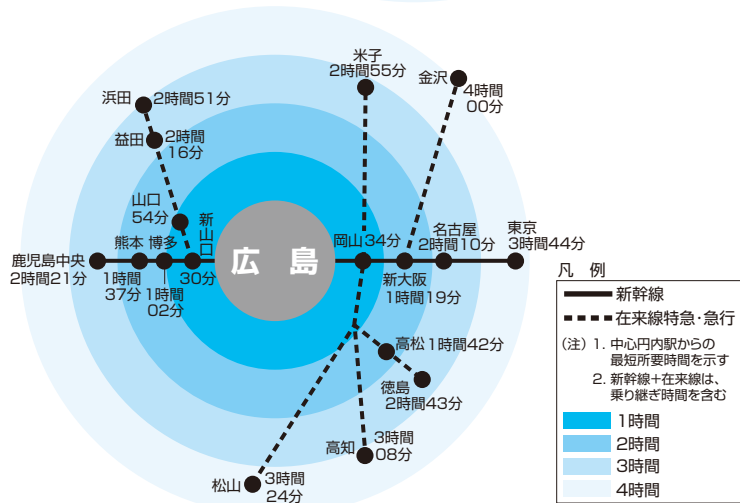 米子
2時間55分
金沢
4時間
00分
浜田
2時間51分
益田
2時間
16分
山口
54分
新山口
30分
熊本
1時間
37分
博多
1時間
02分
鹿児島中央
2時間21分
広 島
岡山34分
新大阪
1時間19分
名古屋
2時間10分
東京
3時間44分
高松1時間42分
徳島
2時間43分
高知
3時間
08分
松山
3時間
24分
凡 例
新幹線
在来線特急・急行
(注) 1. 中心円内駅からの
最短所要時間を示す
2. 新幹線+在来線は、
乗り継ぎ時間を含む
1時間
2時間
3時間
4時間